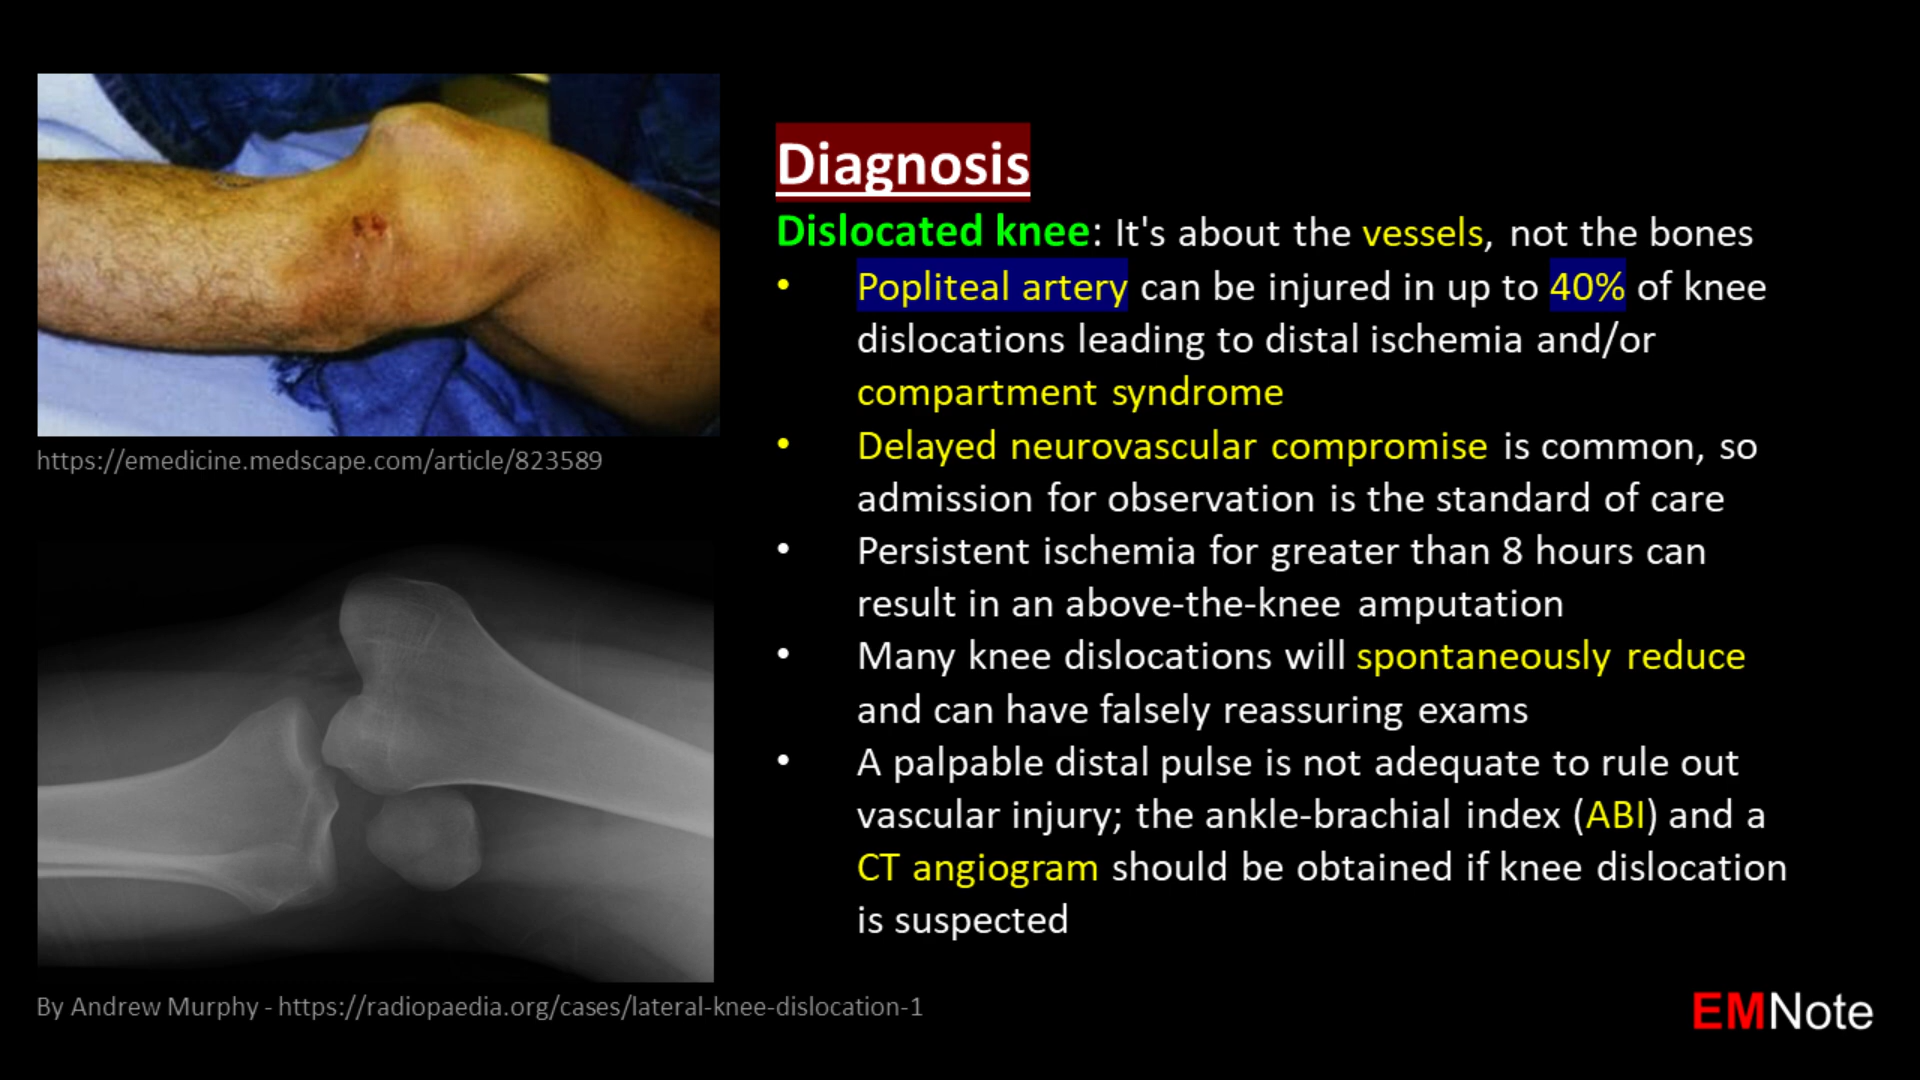 Diagnosis
Dislocated knee: It's about the vessels, not the bones
• Popliteal artery can be injured in up to 40% of knee
dislocations leading to distal ischemia and/or
compartment syndrome
• Delayed neurovascular compromise is common, so
admission for observation is the standard of care
• Persistent ischemia for greater than 8 hours can
result in an above-the-knee amputation
• Many knee dislocations will spontaneously reduce
and can have falsely reassuring exams
• A palpable distal pulse is not adequate to rule out
vascular injury; the ankle-brachial index (ABI) and a
CT angiogram should be obtained if knee dislocation
is suspected
https://emedicine.medscape.com/article/823589
By Andrew Murphy - https://radiopaedia.org/cases/lateral-knee-dislocation-1
EMNote